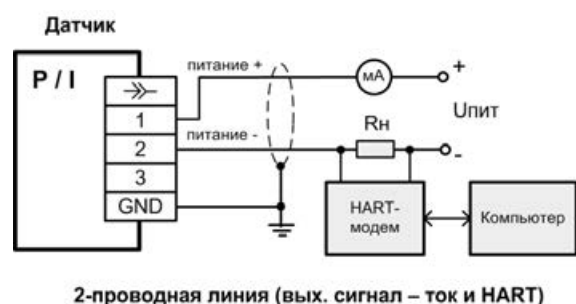 Датчик
P / I
питание +
1
питание -
2
3
GND
мА
+
Uпит
-
Rн
HART-
модем
Компьютер
2-проводная линия (вых. сигнал – ток и HART)